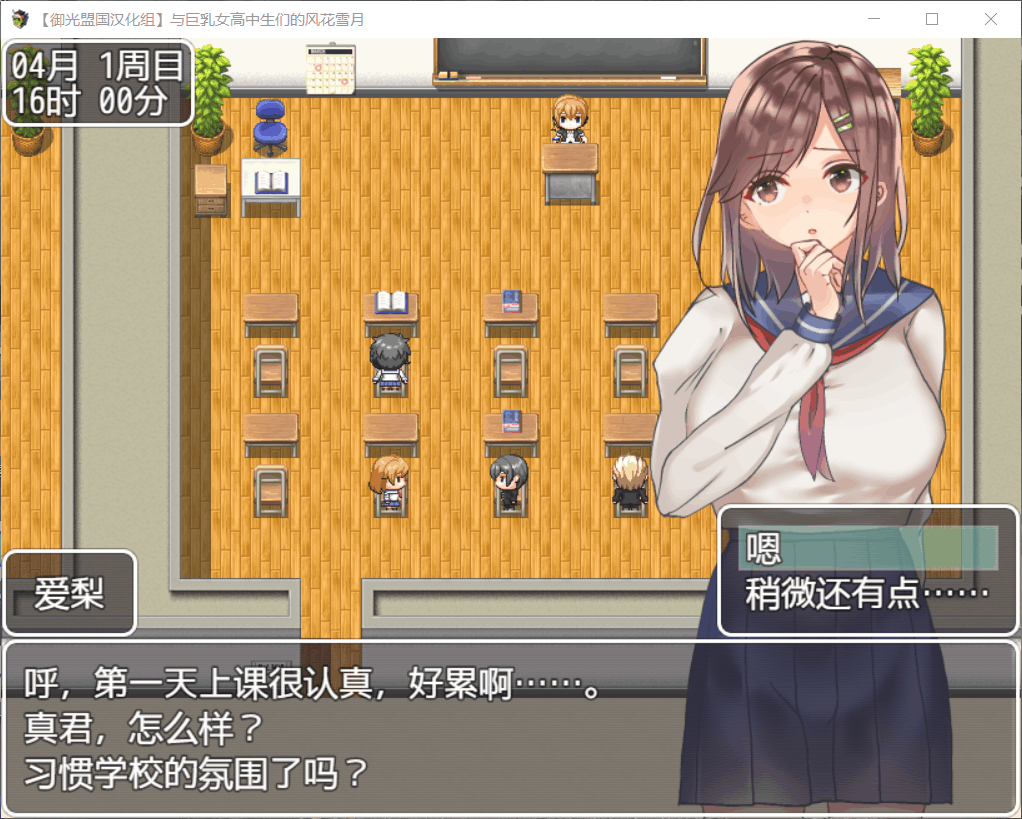 【御光盟国汉化组】与巨乳女高中生们的风花雪月
04月 1周目
16时 00分
嗯
稍微还有点……
爱梨
呼，第一天上课很认真，好累啊……。
真君，怎么样？
习惯学校的氛围了吗？